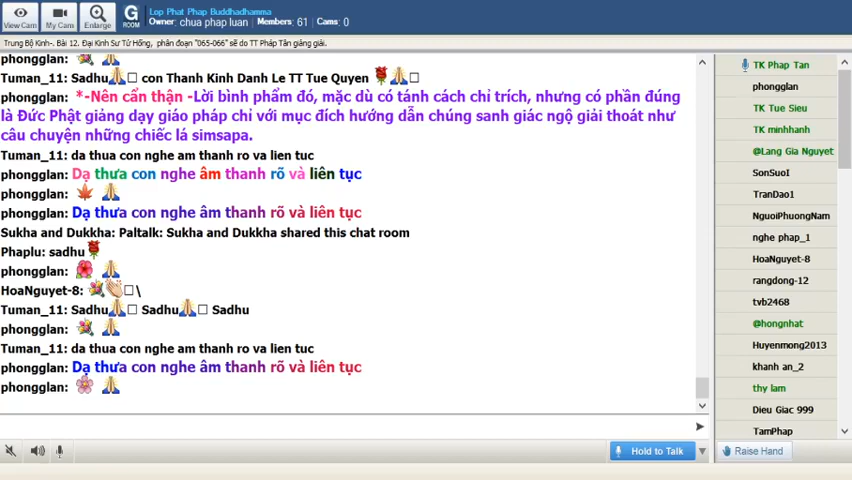 Lop Phat Phap Buddhadhamma
Owner: chua phap luan / Members: 61 / Cams: 0
View Cam
My Cam
Enlarge
G
ROOM
Trung Bộ Kinh-. Bài 12. Đại Kinh Sư Tử Hống, phân đoạn "065-066" sẽ do TT Pháp Tân giảng giải.
phongglan:
Tuman_11: Sadhu con Thanh Kinh Danh Le TT Tue Quyen
phongglan: *-Nên cẩn thận -Lời bình phẩm đó, mặc dù có tánh cách chỉ trích, nhưng có phần đúng
là Đức Phật giảng dạy giáo pháp chỉ với mục đích hướng dẫn chúng sanh giác ngộ giải thoát như
câu chuyện những chiếc lá simsapa.
Tuman_11: da thua con nghe am thanh ro va lien tuc
phongglan: Dạ thưa con nghe âm thanh rõ và liên tục
phongglan:
phongglan: Dạ thưa con nghe âm thanh rõ và liên tục
Sukha and Dukkha: Paltalk: Sukha and Dukkha shared this chat room
Phaplu: sadhu
phongglan:
HoaNguyet-8: \
Tuman_11: Sadhu Sadhu Sadhu
phongglan:
Tuman_11: da thua con nghe am thanh ro va lien tuc
phongglan: Dạ thưa con nghe âm thanh rõ và liên tục
phongglan:
Hold to Talk
TK Phap Tan
phongglan
TK Tue Sieu
TK minhhanh
@Lang Gia Nguyet
SonSuoI
TranDao1
NguoiPhuongNam
nghe phap_1
HoaNguyet-8
rangdong-12
tvb2468
@hongnhat
Huyenmong2013
khanh an_2
thy lam
Dieu Giac 999
TamPhap
Raise Hand